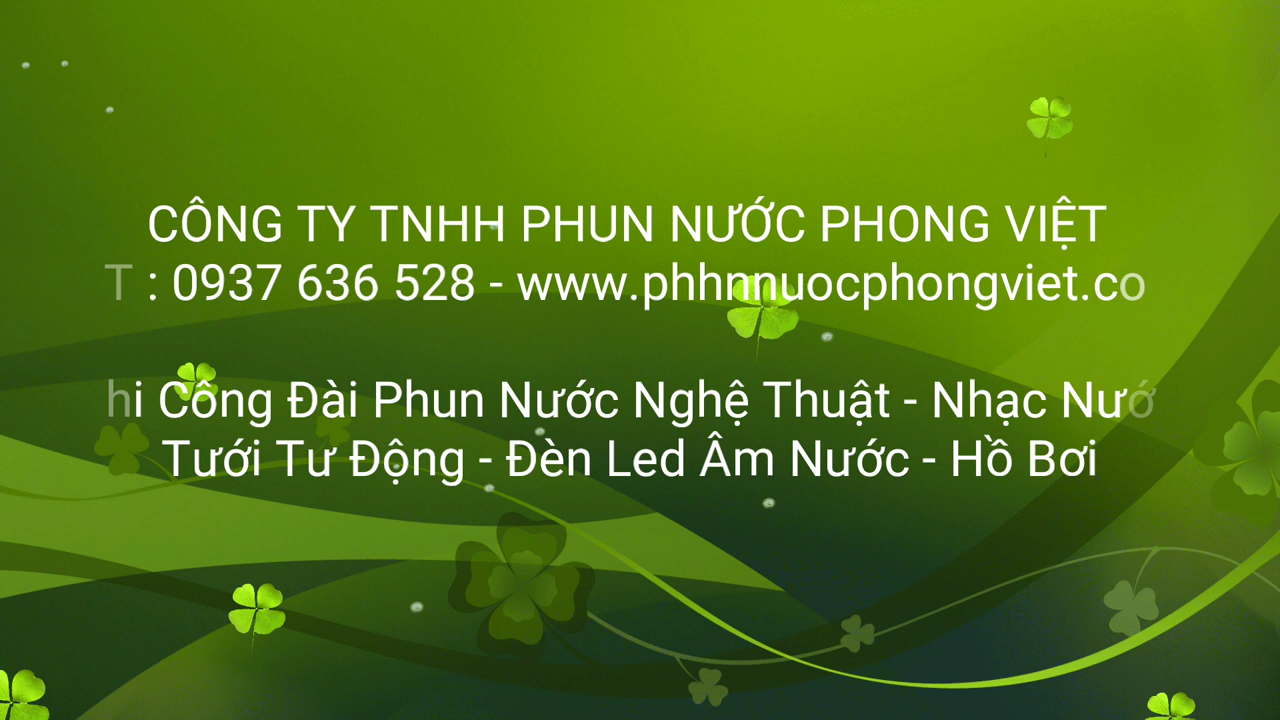 CÔNG TY TNHH PHUN NƯỚC PHONG VIỆT
T : 0937 636 528 - www.phhnnuocphongviet.co
hi Công Đài Phun Nước Nghệ Thuật - Nhạc Nướ
Tưới Tư Động - Đèn Led Âm Nước - Hồ Bơi